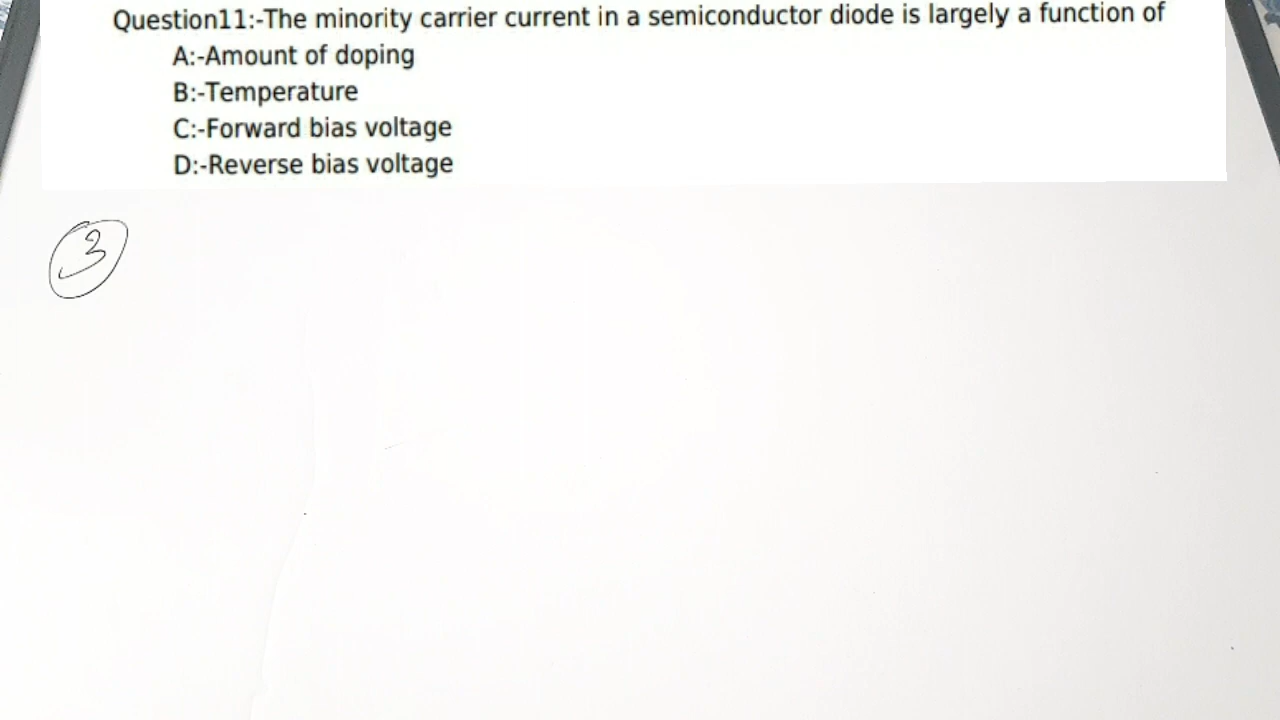 Question11:-The minority carrier current in a semiconductor diode is largely a function of
A:-Amount of doping
B:-Temperature
C:-Forward bias voltage
D:-Reverse bias voltage
3